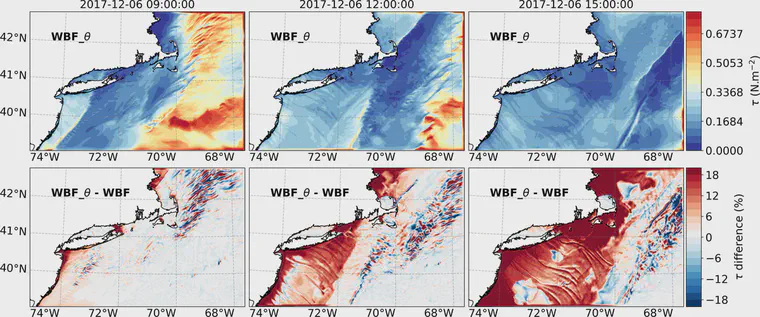 2017-12-06 09:00:00
2017-12-06 12:00:00
2017-12-06 15:00:00
42°N
41°N
40°N
WBF_θ
WBF_θ
WBF_θ
0.6737
0.5053
0.3368
0.1684
0.0000
τ (N.m⁻²)
74°W 72°W 70°W 68°W
74°W 72°W 70°W 68°W
74°W 72°W 70°W 68°W
42°N
41°N
40°N
WBF_θ - WBF
WBF_θ - WBF
WBF_θ - WBF
18
12
6
0
−6
−12
−18
τ difference (%)
74°W 72°W 70°W 68°W
74°W 72°W 70°W 68°W
74°W 72°W 70°W 68°W